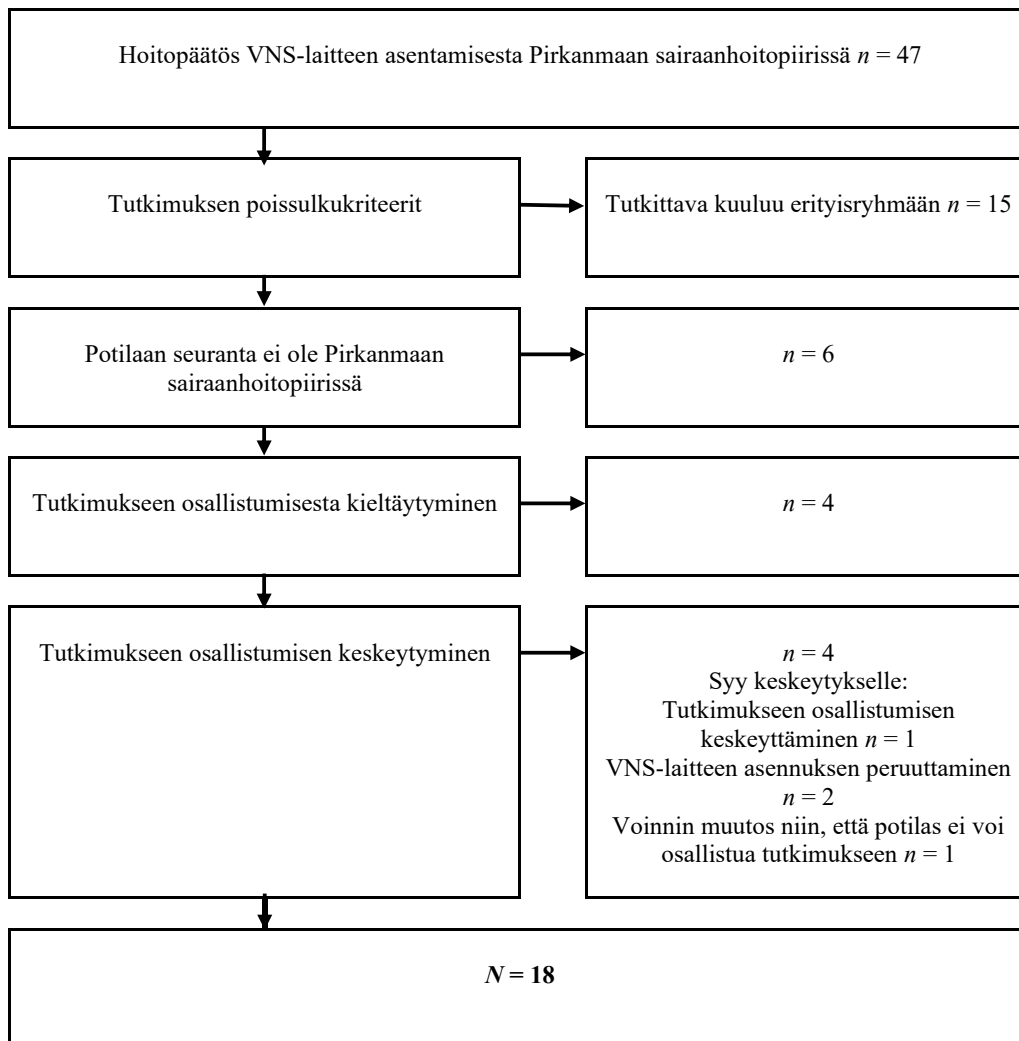 Hoitopäätös VNS-laitteen asentamisesta Pirkanmaan sairaanhoitopiirissä n = 47
Tutkimuksen poissulkukriteerit
Tutkittava kuuluu erityisryhmään n = 15
Potilaan seuranta ei ole Pirkanmaan
sairaanhoitopiirissä
n = 6
Tutkimukseen osallistumisesta kieltäytyminen
n = 4
Tutkimukseen osallistumisen keskeytyminen
n = 4
Syy keskeytykselle:
Tutkimukseen osallistumisen
keskeyttäminen n = 1
VNS-laitteen asennuksen peruuttaminen
n = 2
Voinnin muutos niin, että potilas ei voi
osallistua tutkimukseen n = 1
N = 18